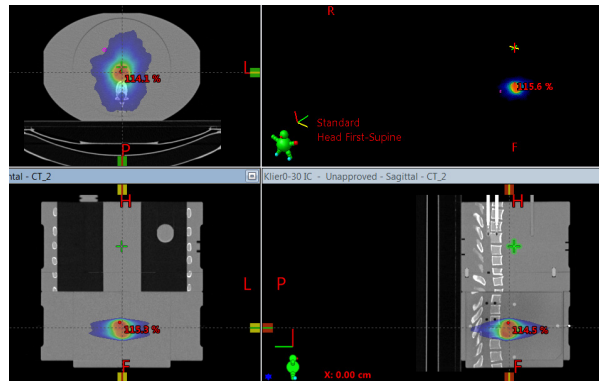 R
L
114.1 %
115.6 %
Standard
Head First-Supine
P
F
ntal - CT_2
Klier0-30 IC - Unapproved - Sagittal - CT_2
H
H
L
P
115.3 %
114.5 %
F
F
X: 0.00 cm